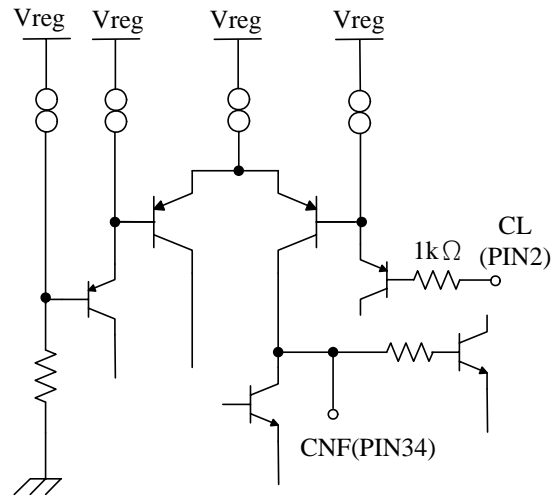 Vreg
Vreg
Vreg
Vreg
CL
1kΩ
(PIN2)
CNF(PIN34)